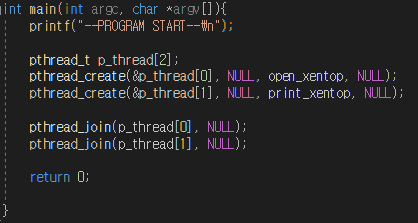 int main(int argc, char *argv[]){
printf("--PROGRAM START--₩n");
pthread_t p_thread[2];
pthread_create(&p_thread[0], NULL, open_xentop, NULL);
pthread_create(&p_thread[1], NULL, print_xentop, NULL);
pthread_join(p_thread[0], NULL);
pthread_join(p_thread[1], NULL);
return 0;
}